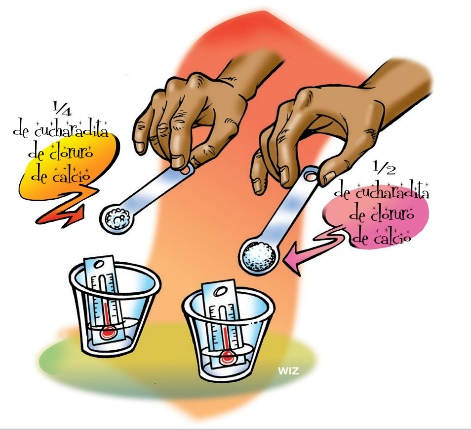 1/4
de cucharadita
de cloruro
de calcio
1/2
de cucharadita
de cloruro
de calcio
WIZ